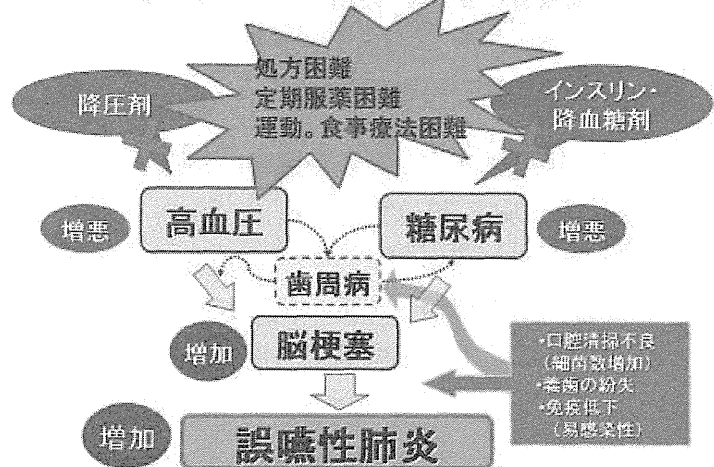 処方困難
定期服薬困難
運動。食事療法困難
降圧剤
インスリン・
降血糖剤
増悪
高血圧
糖尿病
増悪
歯周病
増加
脳梗塞
・口腔清掃不良
(細菌数増加)
・義歯の紛失
・免疫低下
(易感染性)
増加
誤嚥性肺炎